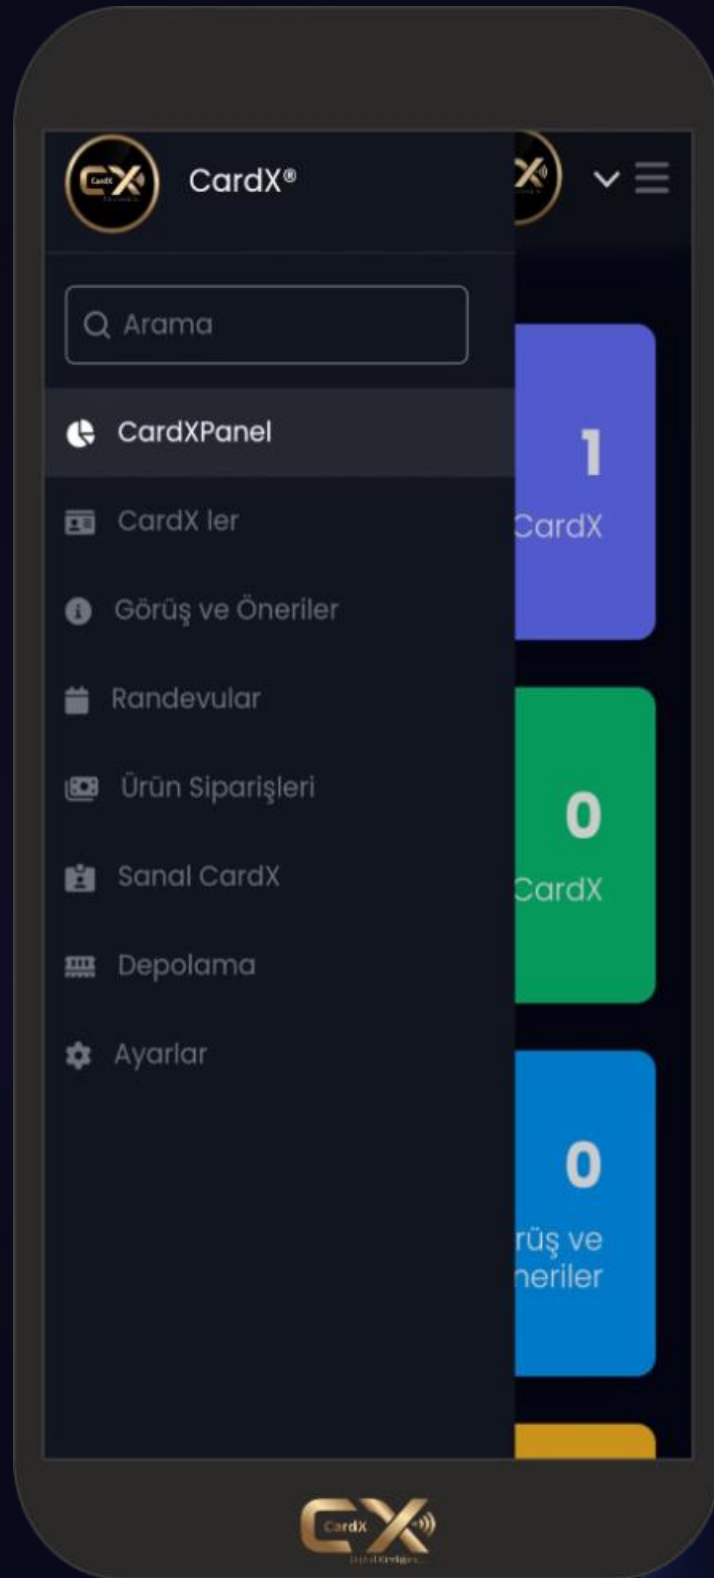 CardX
CardX®
Arama
CardXPanel
1
CardX
CardX ler
Görüş ve Öneriler
Randevular
Ürün Siparişleri
0
CardX
Sanal CardX
Depolama
Ayarlar
0
rüş ve
neriler
CardX